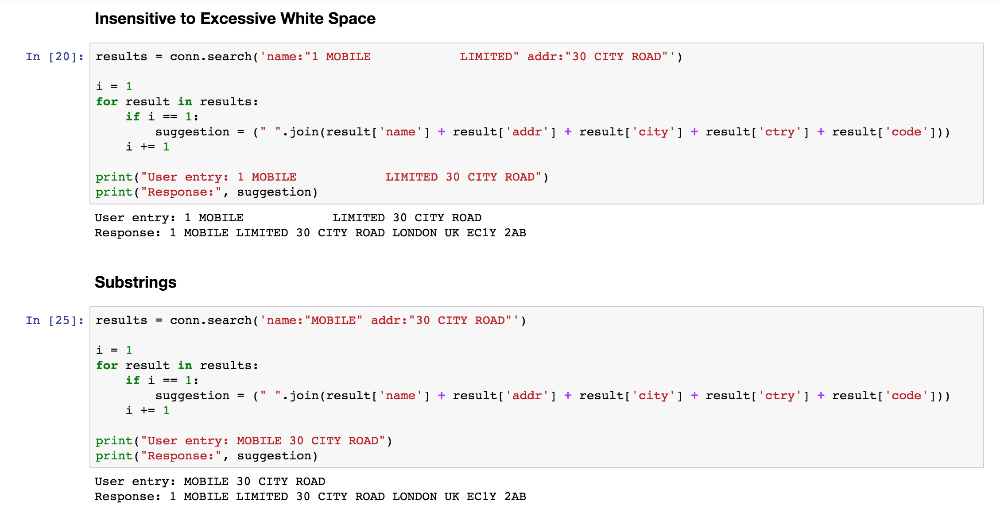 Insensitive to Excessive White Space
In [20]: results = conn.search('name:"1 MOBILE            LIMITED" addr:"30 CITY ROAD"')
i = 1
for result in results:
    if i == 1:
        suggestion = (" ".join(result['name'] + result['addr'] + result['city'] + result['ctry'] + result['code']))
    i += 1
print("User entry: 1 MOBILE            LIMITED 30 CITY ROAD")
print("Response:", suggestion)
User entry: 1 MOBILE            LIMITED 30 CITY ROAD
Response: 1 MOBILE LIMITED 30 CITY ROAD LONDON UK EC1Y 2AB
Substrings
In [25]: results = conn.search('name:"MOBILE" addr:"30 CITY ROAD"')
i = 1
for result in results:
    if i == 1:
        suggestion = (" ".join(result['name'] + result['addr'] + result['city'] + result['ctry'] + result['code']))
    i += 1
print("User entry: MOBILE 30 CITY ROAD")
print("Response:", suggestion)
User entry: MOBILE 30 CITY ROAD
Response: 1 MOBILE LIMITED 30 CITY ROAD LONDON UK EC1Y 2AB